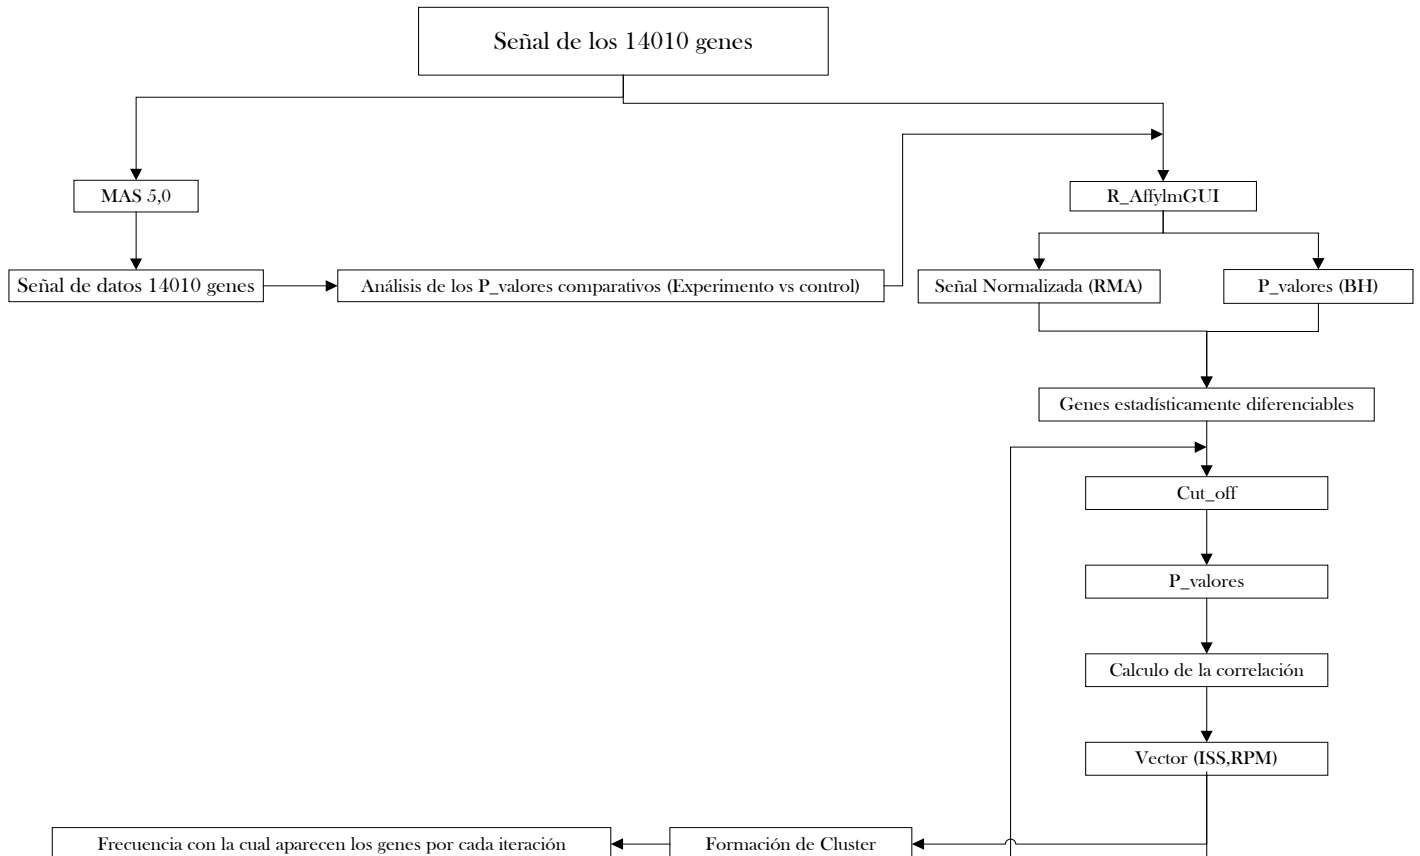 Señal de los 14010 genes
MAS 5,0
R_AffylmGUI
Señal de datos 14010 genes
Análisis de los P_valores comparativos (Experimento vs control)
Señal Normalizada (RMA)
P_valores (BH)
Genes estadísticamente diferenciables
Cut_off
P_valores
Calculo de la correlación
Vector (ISS,RPM)
Frecuencia con la cual aparecen los genes por cada iteración
Formación de Cluster